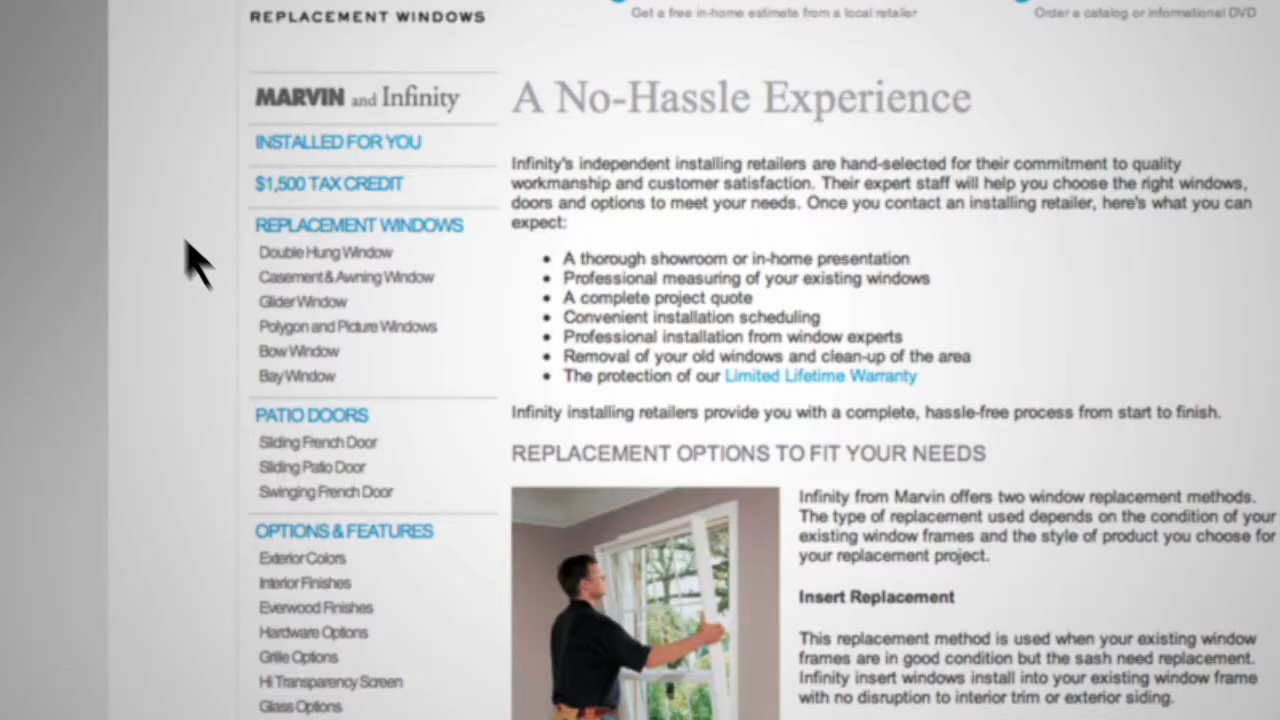 REPLACEMENT WINDOWS
Get a free in-home estimate from a local retailer
Order a catalog or informational DVD
MARVIN and Infinity
INSTALLED FOR YOU
$1,500 TAX CREDIT
REPLACEMENT WINDOWS
Double Hung Window
Casement & Awning Window
Glider Window
Polygon and Picture Windows
Bow Window
Bay Window
PATIO DOORS
Sliding French Door
Sliding Patio Door
Swinging French Door
OPTIONS & FEATURES
Exterior Colors
Interior Finishes
Everwood Finishes
Hardware Options
Grille Options
Hi Transparency Screen
Glass Options
A No-Hassle Experience
Infinity's independent installing retailers are hand-selected for their commitment to quality
workmanship and customer satisfaction. Their expert staff will help you choose the right windows,
doors and options to meet your needs. Once you contact an installing retailer, here's what you can
expect:
• A thorough showroom or in-home presentation
• Professional measuring of your existing windows
• A complete project quote
• Convenient installation scheduling
• Professional installation from window experts
• Removal of your old windows and clean-up of the area
• The protection of our Limited Lifetime Warranty
Infinity installing retailers provide you with a complete, hassle-free process from start to finish.
REPLACEMENT OPTIONS TO FIT YOUR NEEDS
Infinity from Marvin offers two window replacement methods.
The type of replacement used depends on the condition of your
existing window frames and the style of product you choose for
your replacement project.
Insert Replacement
This replacement method is used when your existing window
frames are in good condition but the sash need replacement.
Infinity insert windows install into your existing window frame
with no disruption to interior trim or exterior siding.